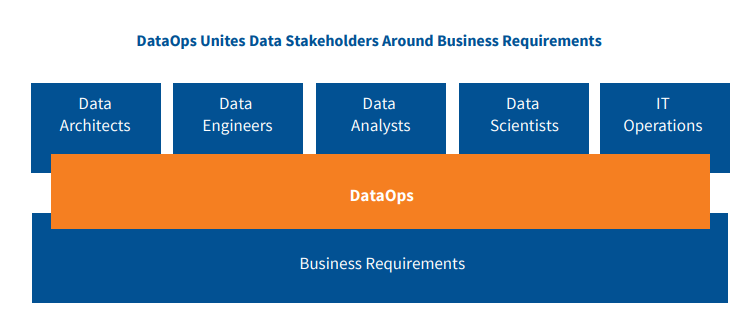 DataOps Unites Data Stakeholders Around Business Requirements
Data
Architects
Data
Engineers
Data
Analysts
Data
Scientists
IT
Operations
DataOps
Business Requirements